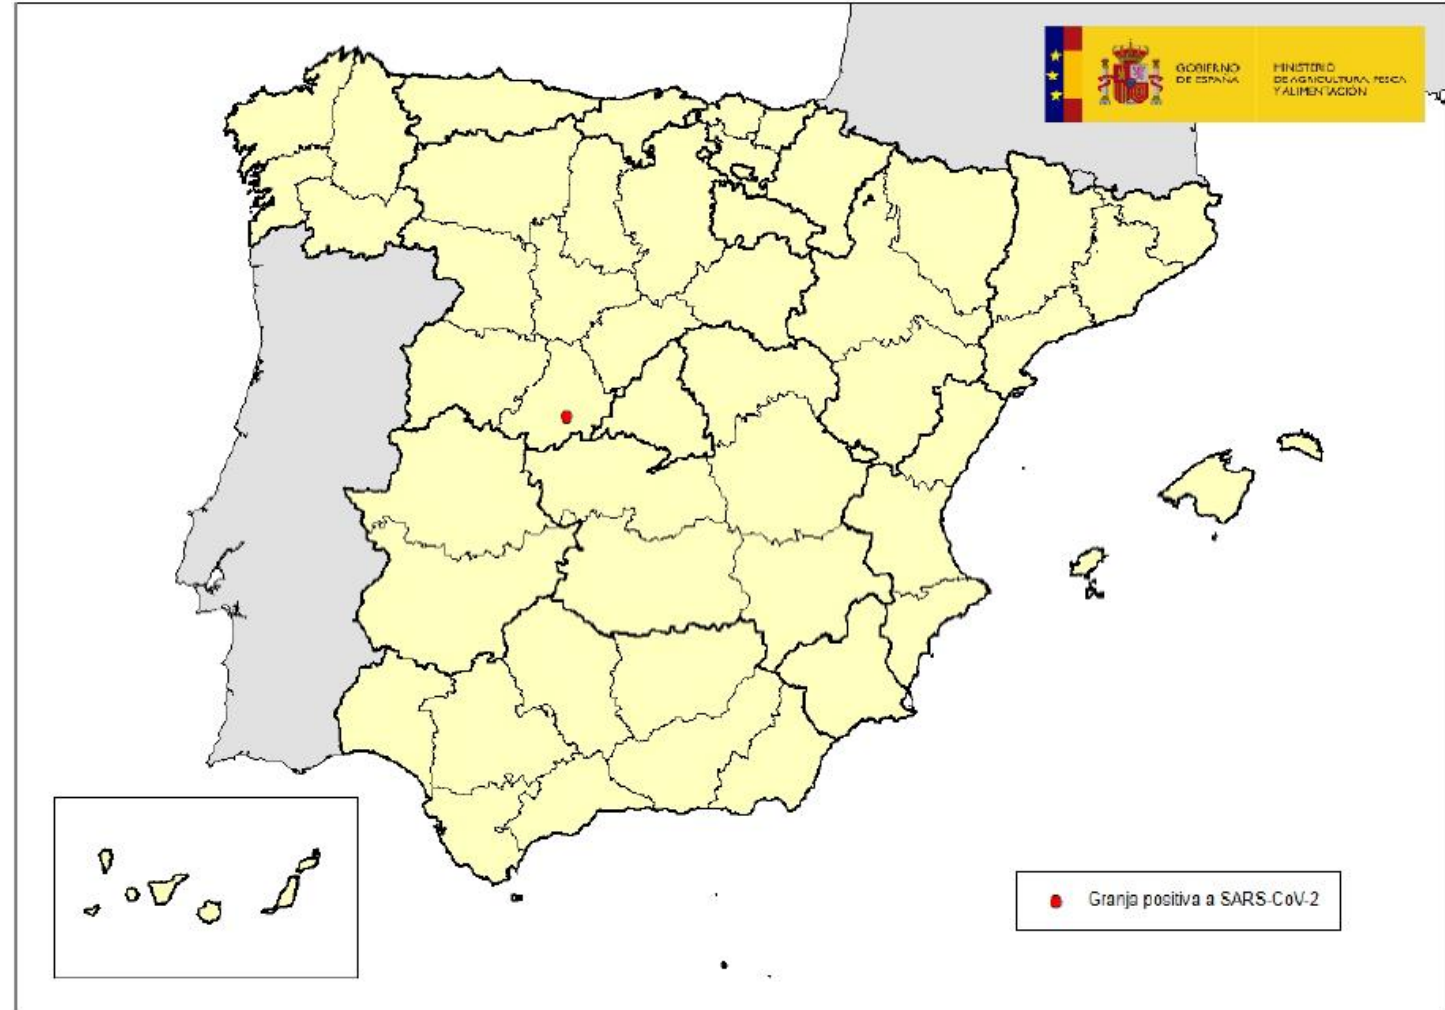 GOBIERNO
DE ESPAÑA
MINISTERIO
DE AGRICULTURA, PESCA
Y ALIMENTACIÓN
Granja positiva a SARS-CoV-2